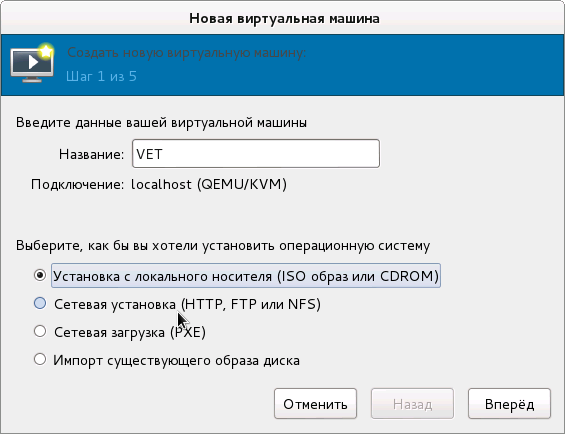 Новая виртуальная машина
Создать новую виртуальную машину:
Шаг 1 из 5
Введите данные вашей виртуальной машины
Название: VET
Подключение: localhost (QEMU/KVM)
Выберите, как бы вы хотели установить операционную систему
Установка с локального носителя (ISO образ или CDROM)
Сетевая установка (HTTP, FTP или NFS)
Сетевая загрузка (PXE)
Импорт существующего образа диска
Отменить Назад Вперёд